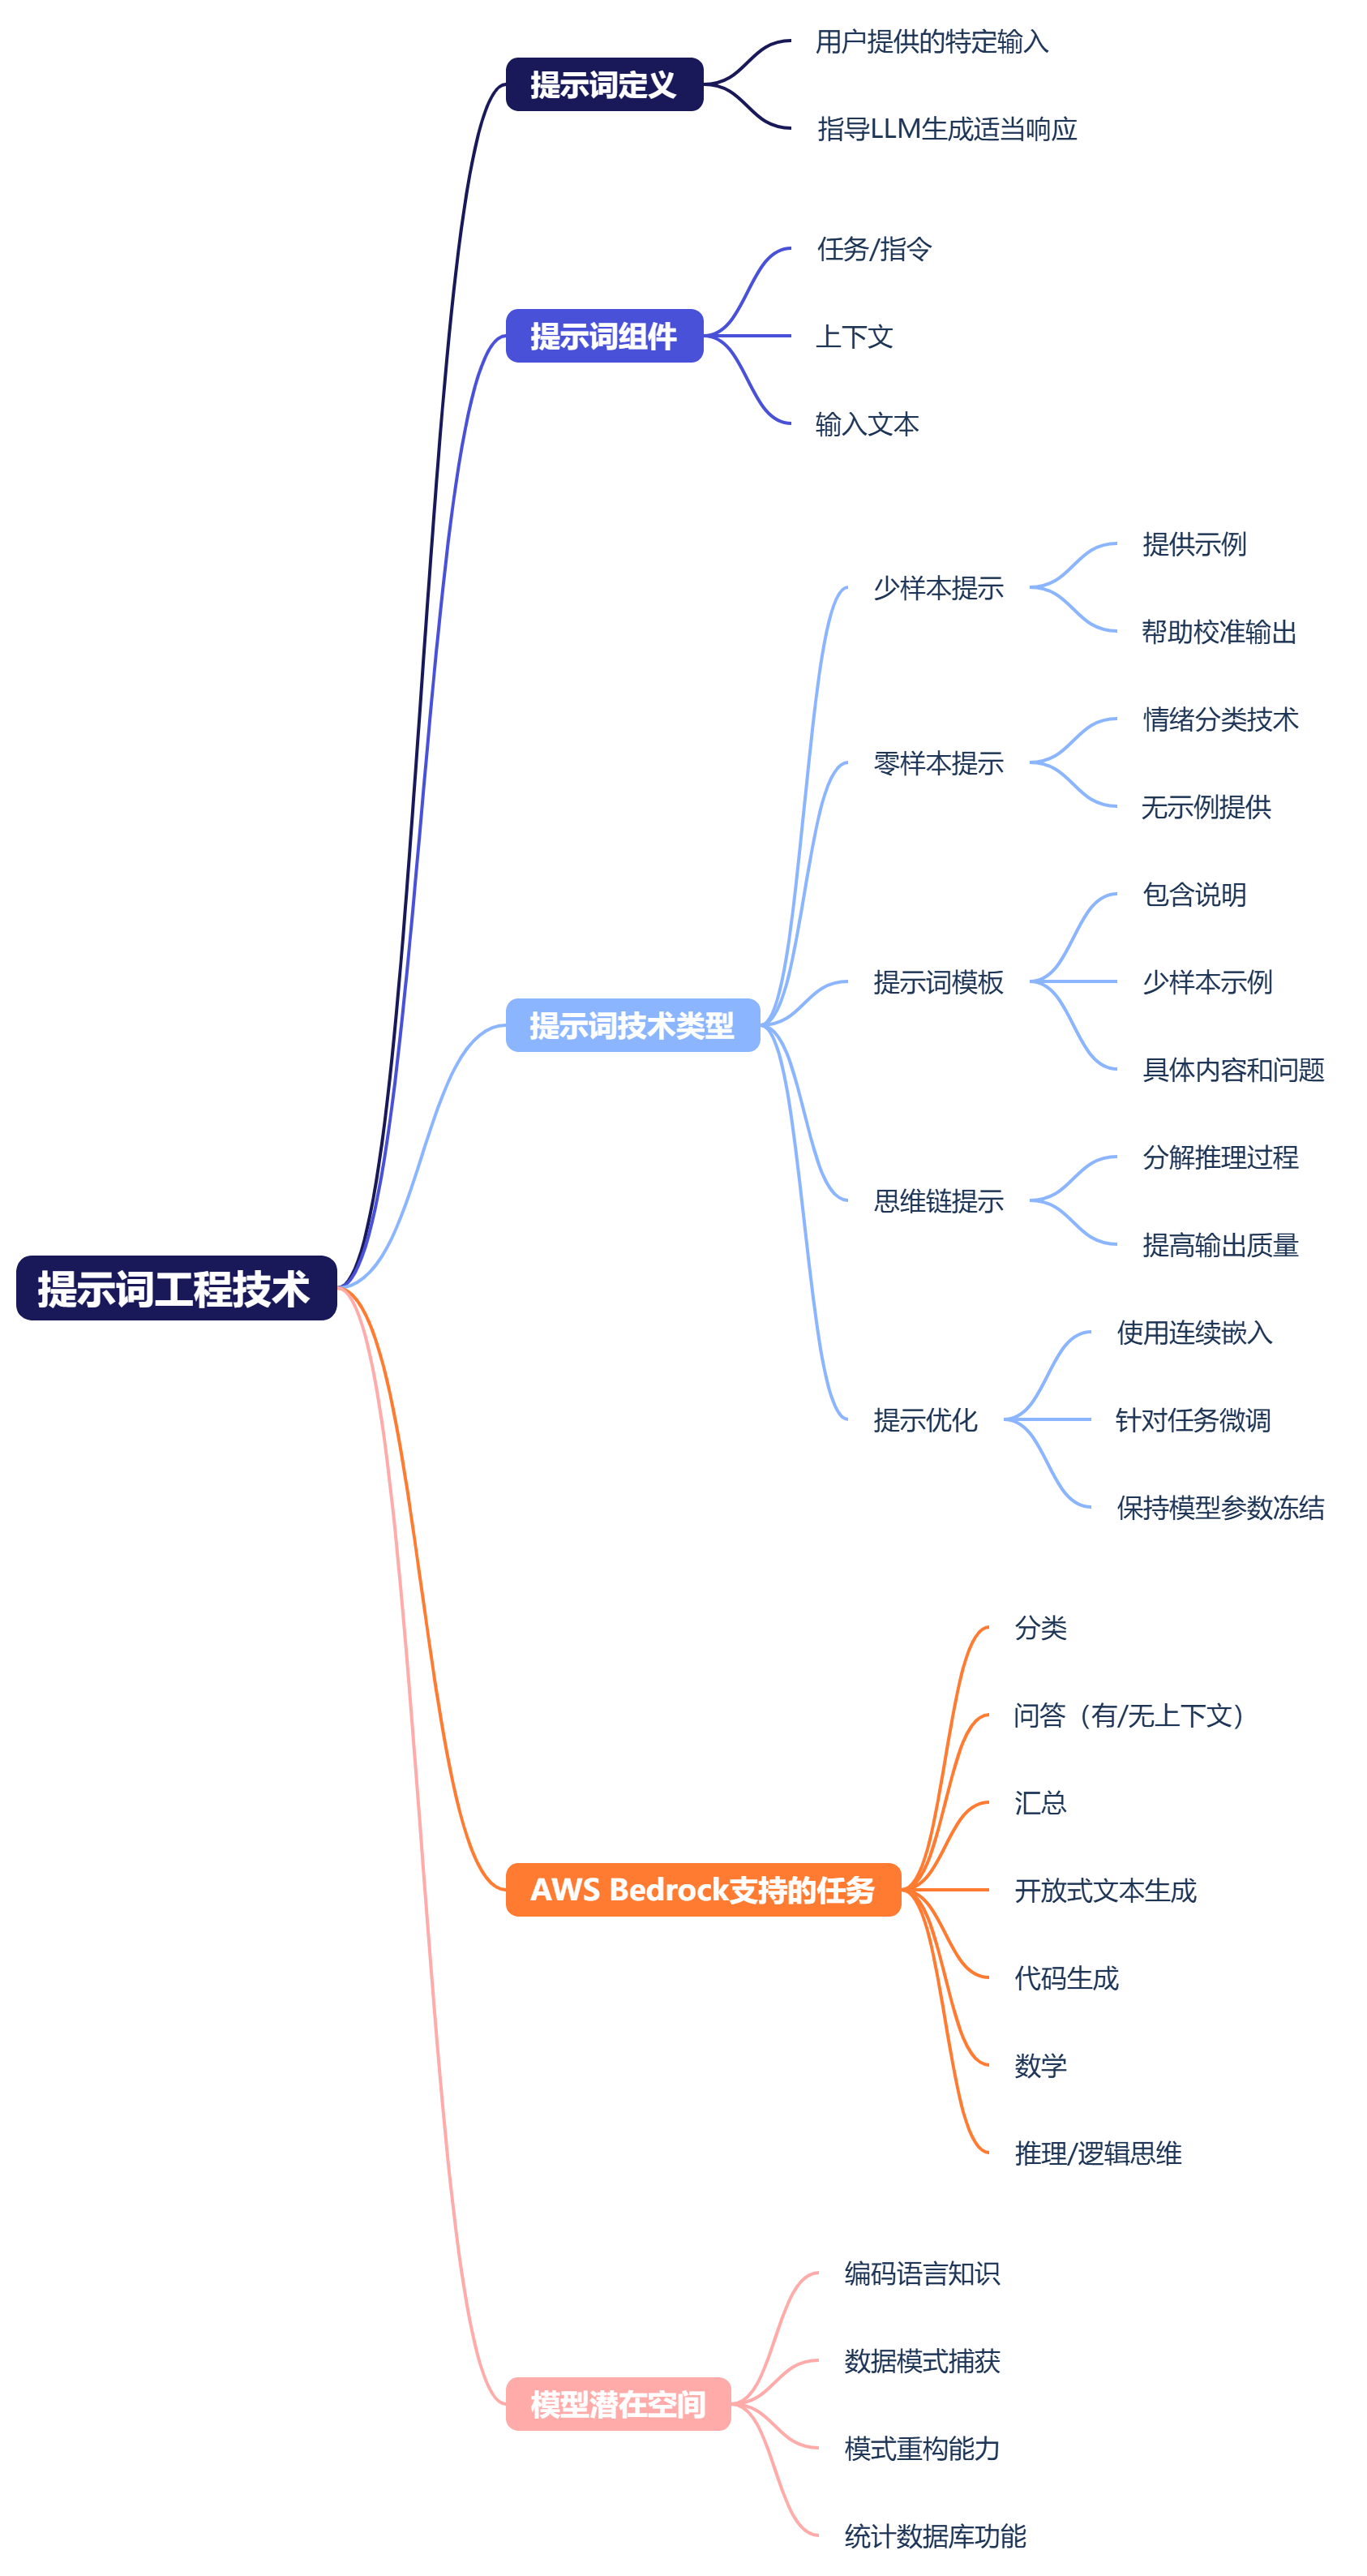 提示词工程技术
提示词定义
用户提供的特定输入
指导LLM生成适当响应
提示词组件
任务/指令
上下文
输入文本
提示词技术类型
少样本提示
提供示例
帮助校准输出
零样本提示
情绪分类技术
无示例提供
提示词模板
包含说明
少样本示例
具体内容和问题
思维链提示
分解推理过程
提高输出质量
提示优化
使用连续嵌入
针对任务微调
保持模型参数冻结
AWS Bedrock支持的任务
分类
问答（有/无上下文）
汇总
开放式文本生成
代码生成
数学
推理/逻辑思维
模型潜在空间
编码语言知识
数据模式捕获
模式重构能力
统计数据库功能